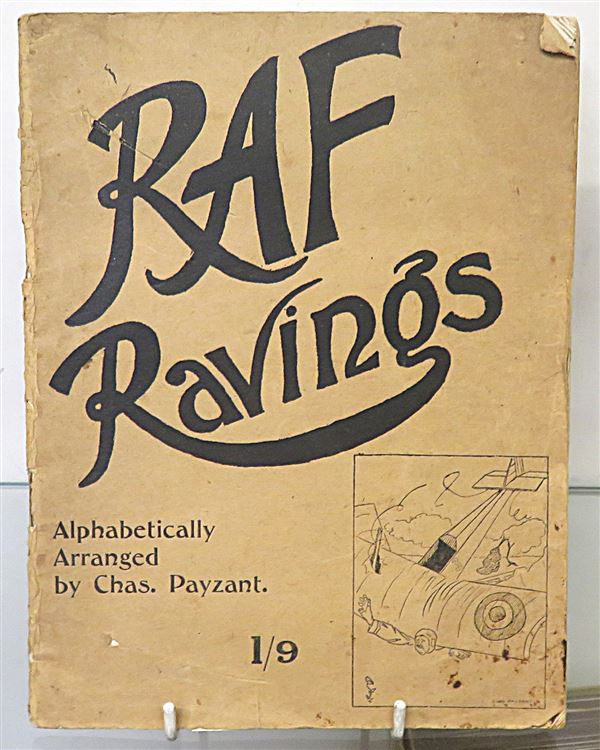 RAF
Ravings
Alphabetically
Arranged
by Chas. Payzant.
1/9